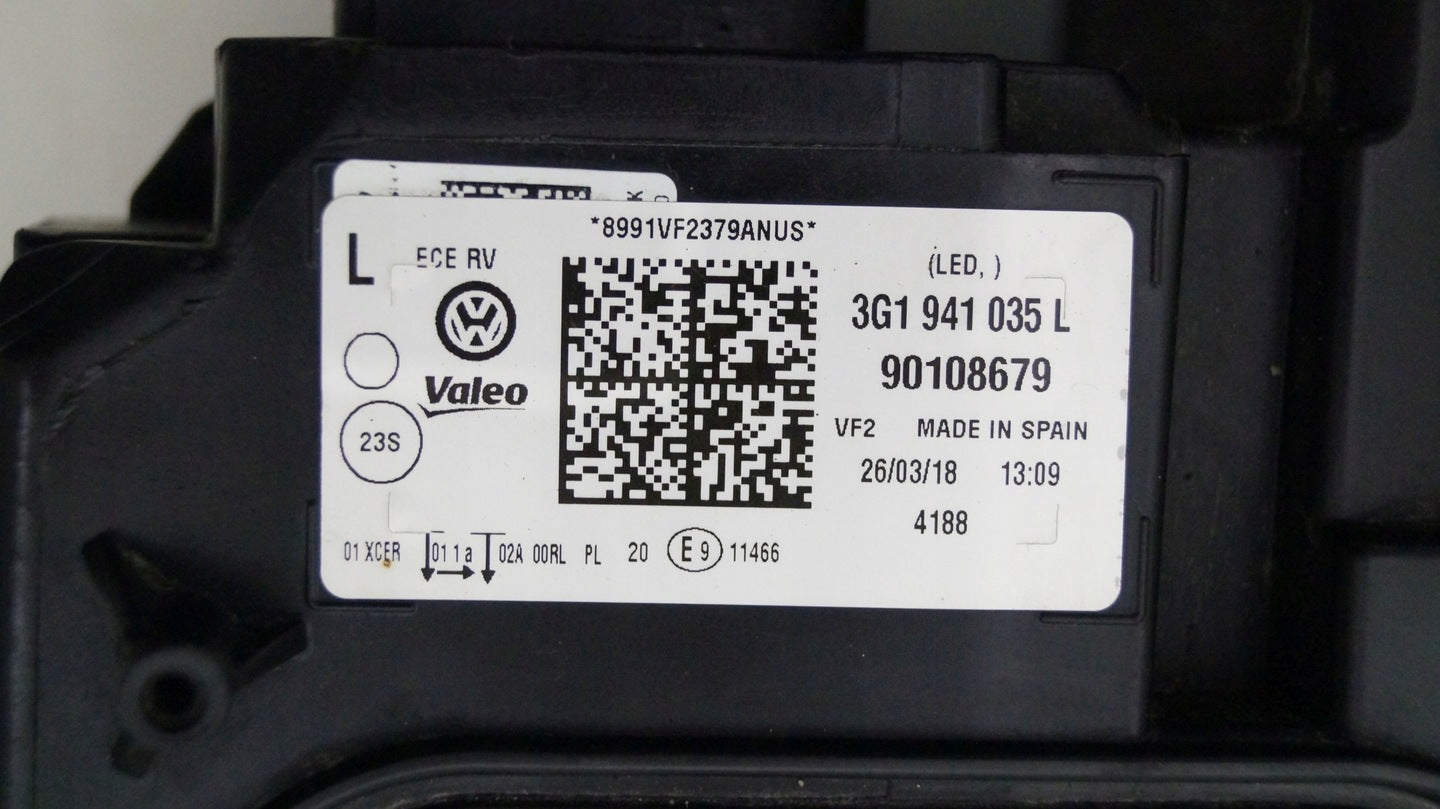 *8991VF2379ANUS*
L ECE RV
(LED, )
3G1 941 035 L
Valeo
90108679
23S
VF2 MADE IN SPAIN
26/03/18 13:09
4188
01 XCER 01 1a 02A 00RL PL 20 E9 11466